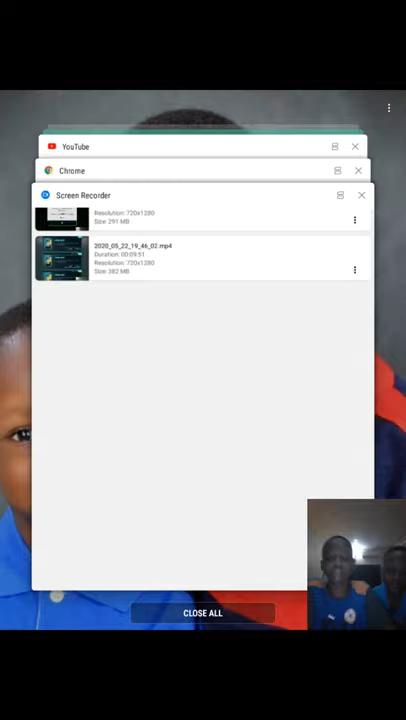 YouTube
Chrome
Screen Recorder
Resolution: 720x1280
Size: 291 MB
2020_05_22_19_46_02.mp4
Duration: 00:09:51
Resolution: 720x1280
Size: 382 MB
CLOSE ALL